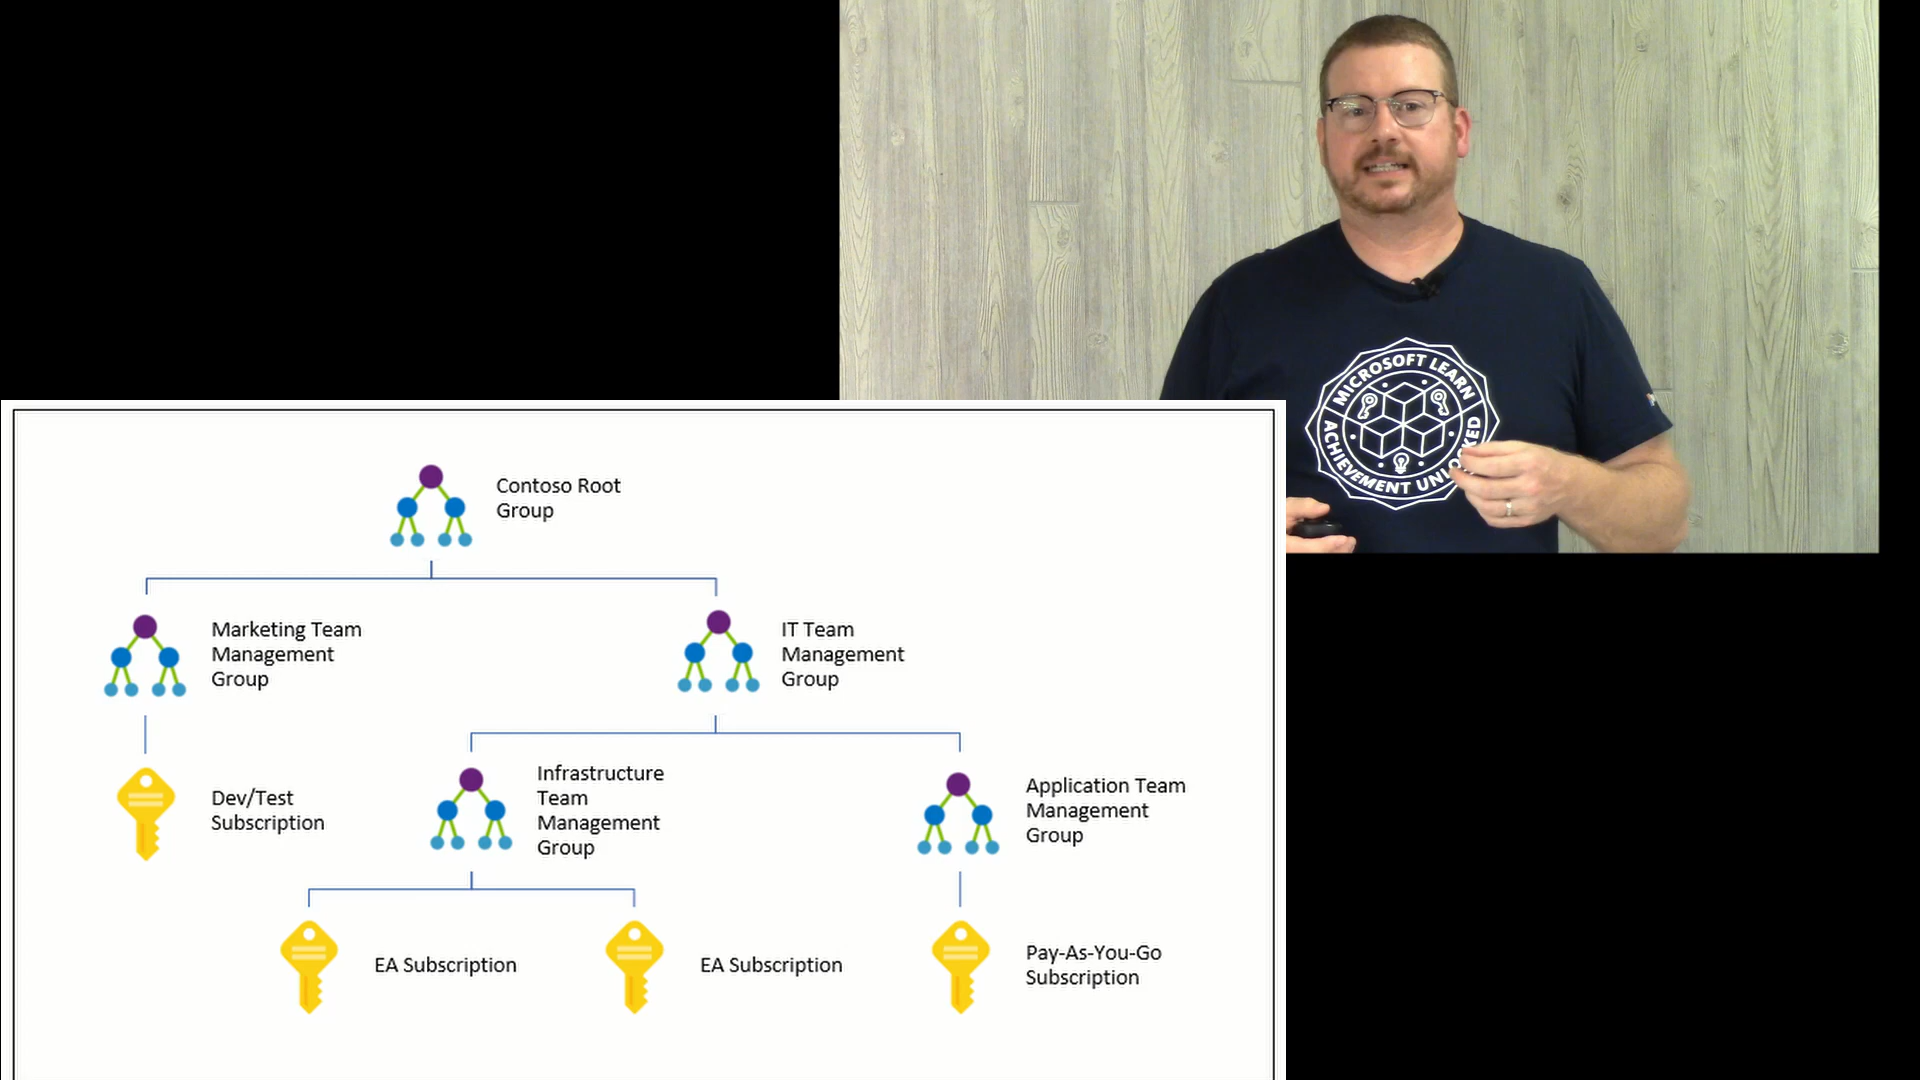 MICROSOFT LEARN
ACHIEVEMENT UNLOCKED
Contoso Root
Group
Marketing Team
Management
Group
IT Team
Management
Group
Dev/Test
Subscription
Infrastructure
Team
Management
Group
Application Team
Management
Group
EA Subscription
EA Subscription
Pay-As-You-Go
Subscription